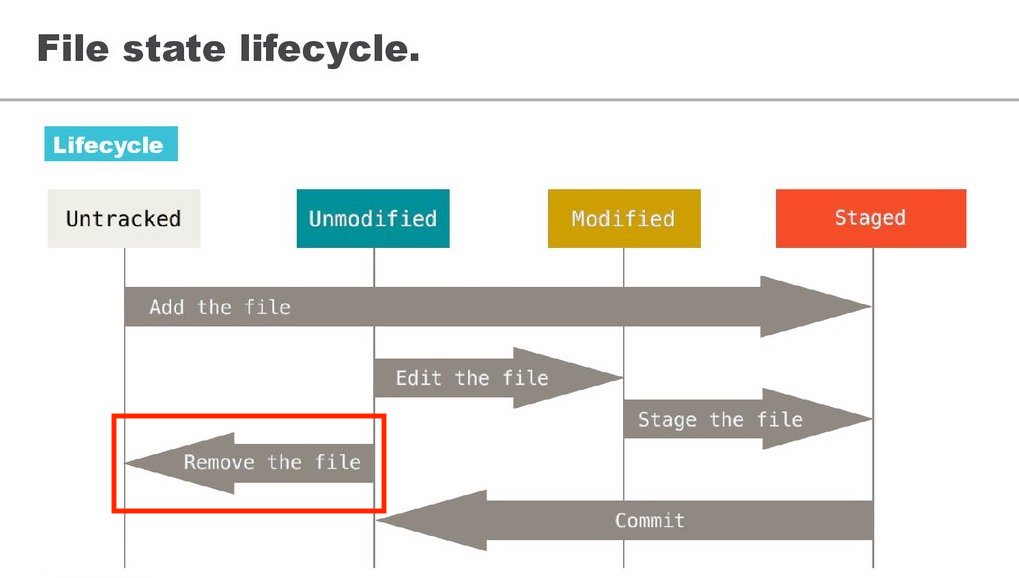 File state lifecycle.
Lifecycle
Untracked
Unmodified
Modified
Staged
Add the file
Edit the file
Stage the file
Remove the file
Commit